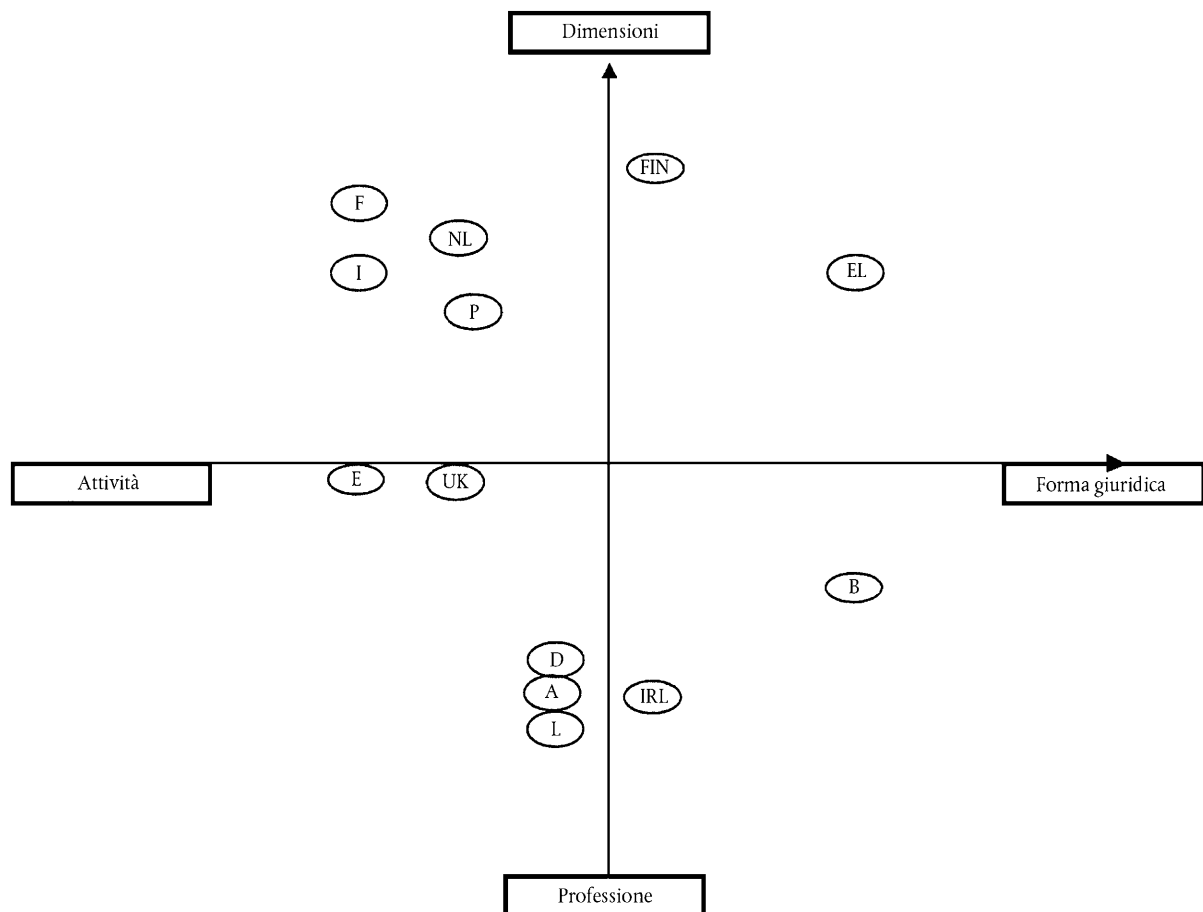 Dimensioni
FIN
F
NL
I
EL
P
Attività
E
UK
Forma giuridica
B
D
A
IRL
L
Professione